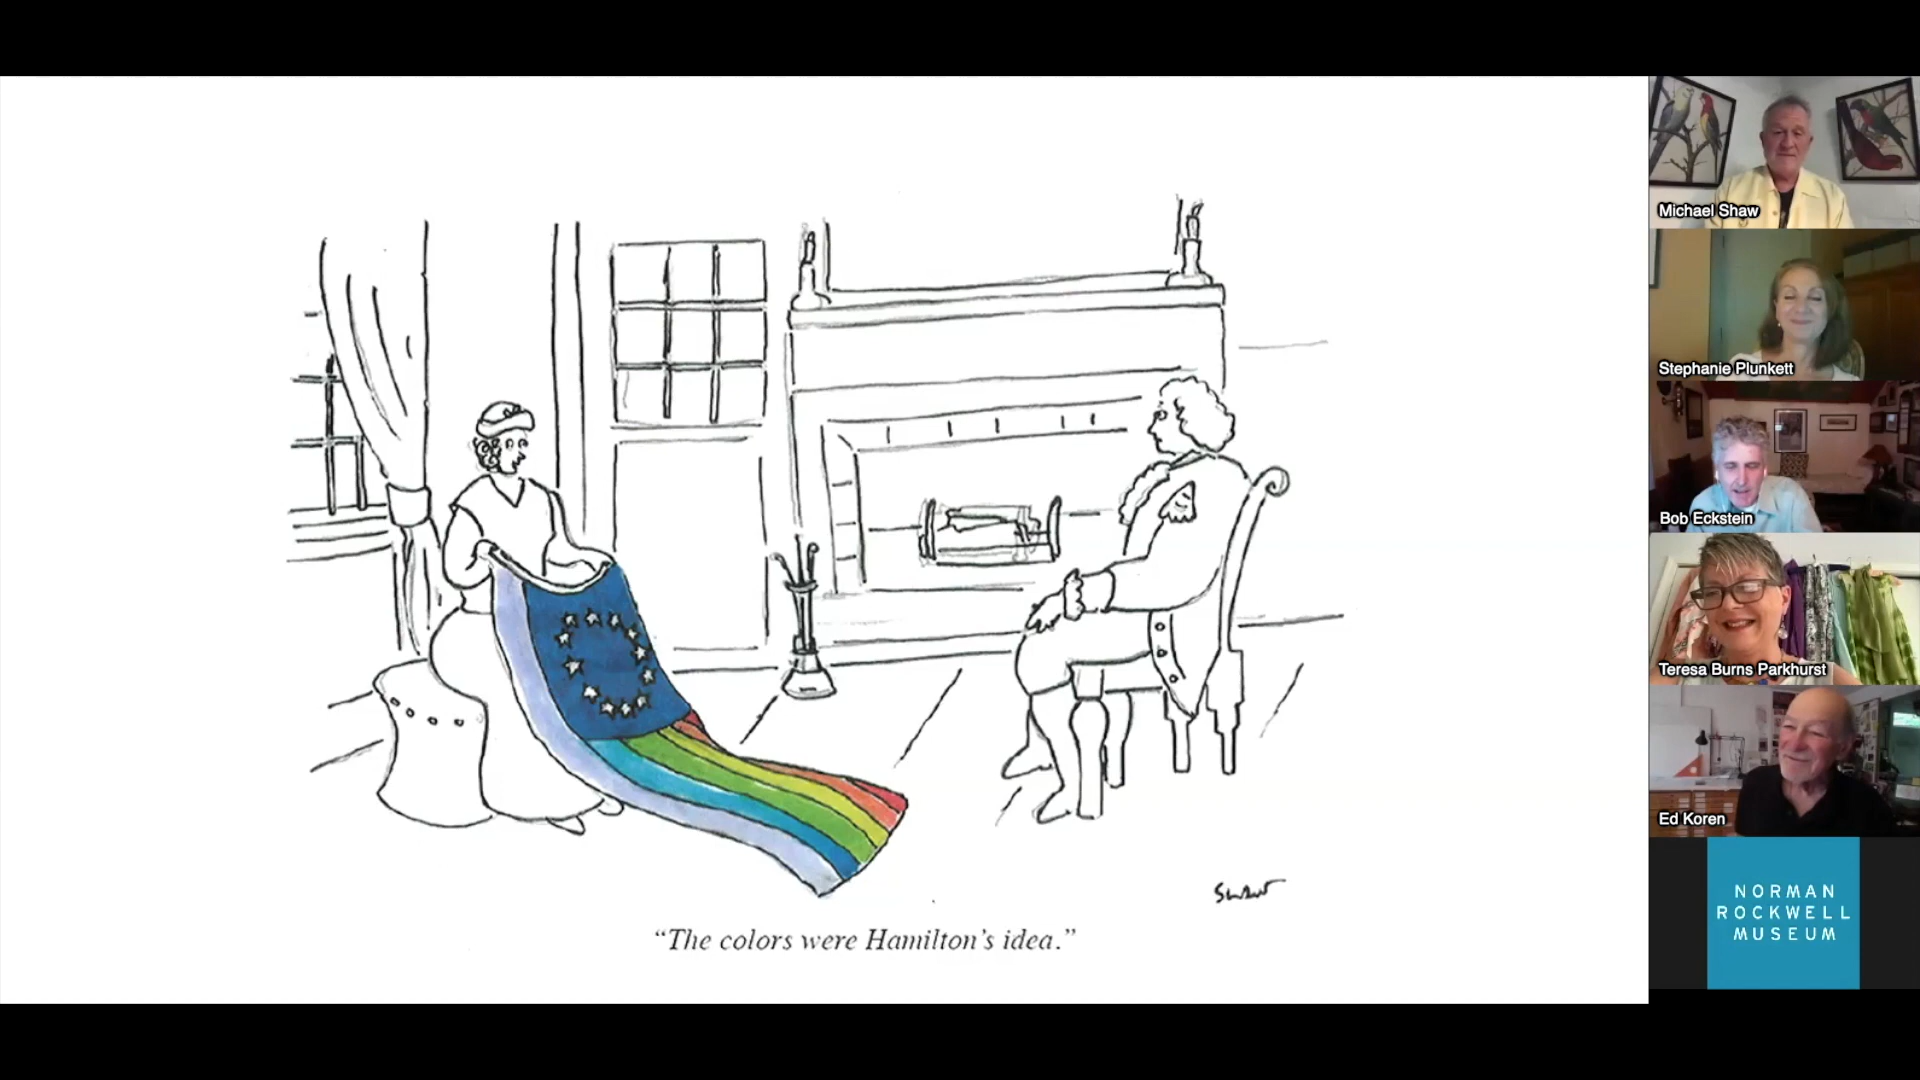 Michael Shaw
Stephanie Plunkett
Bob Eckstein
Teresa Burns Parkhurst
Ed Koren
NORMAN
ROCKWELL
MUSEUM
SHAW
“The colors were Hamilton’s idea.”